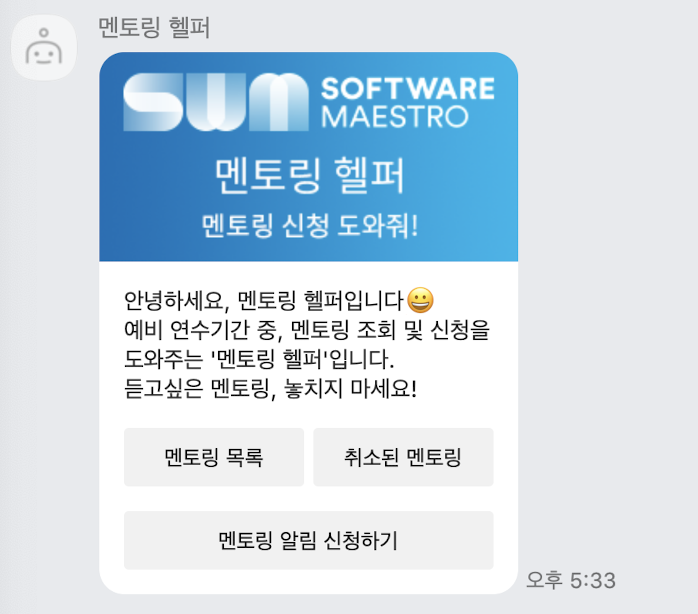 멘토링 헬퍼
SWM SOFTWARE
MAESTRO
멘토링 헬퍼
멘토링 신청 도와줘!
안녕하세요, 멘토링 헬퍼입니다😀
예비 연수기간 중, 멘토링 조회 및 신청을
도와주는 '멘토링 헬퍼'입니다.
듣고싶은 멘토링, 놓치지 마세요!
멘토링 목록
취소된 멘토링
멘토링 알림 신청하기
오후 5:33